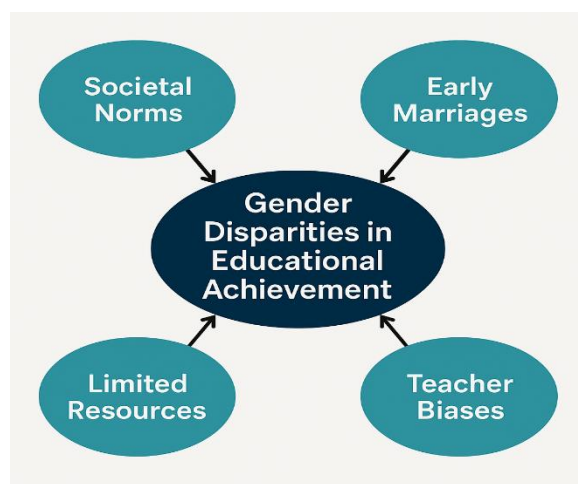 Societal
Norms
Early
Marriages
Gender
Disparities in
Educational
Achievement
Limited
Resources
Teacher
Biases